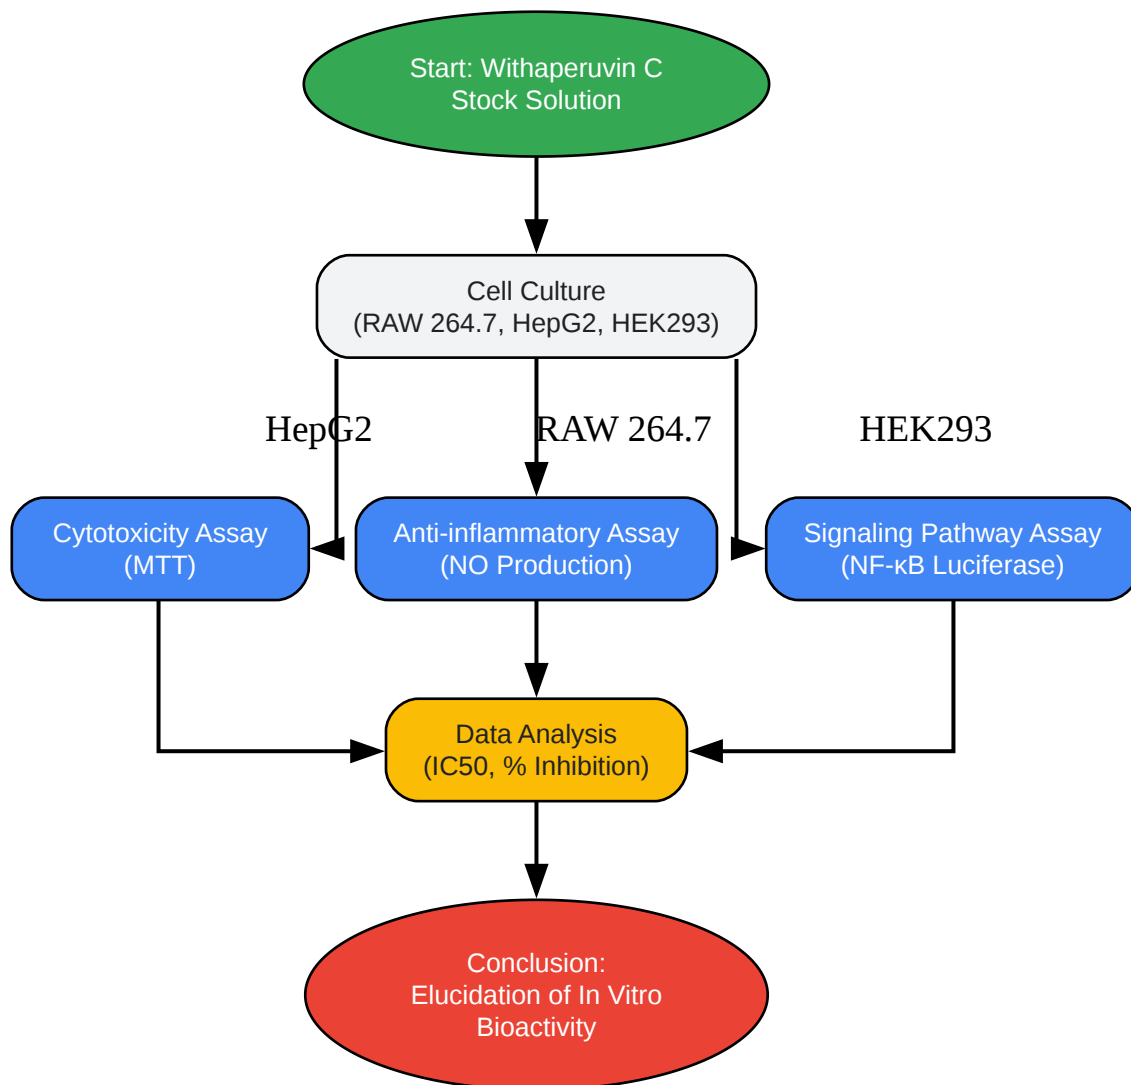 Start: Withaperuvin C
Stock Solution
Cell Culture
(RAW 264.7, HepG2, HEK293)
HepG2
RAW 264.7
HEK293
Cytotoxicity Assay
(MTT)
Anti-inflammatory Assay
(NO Production)
Signaling Pathway Assay
(NF-κB Luciferase)
Data Analysis
(IC50, % Inhibition)
Conclusion:
Elucidation of In Vitro
Bioactivity